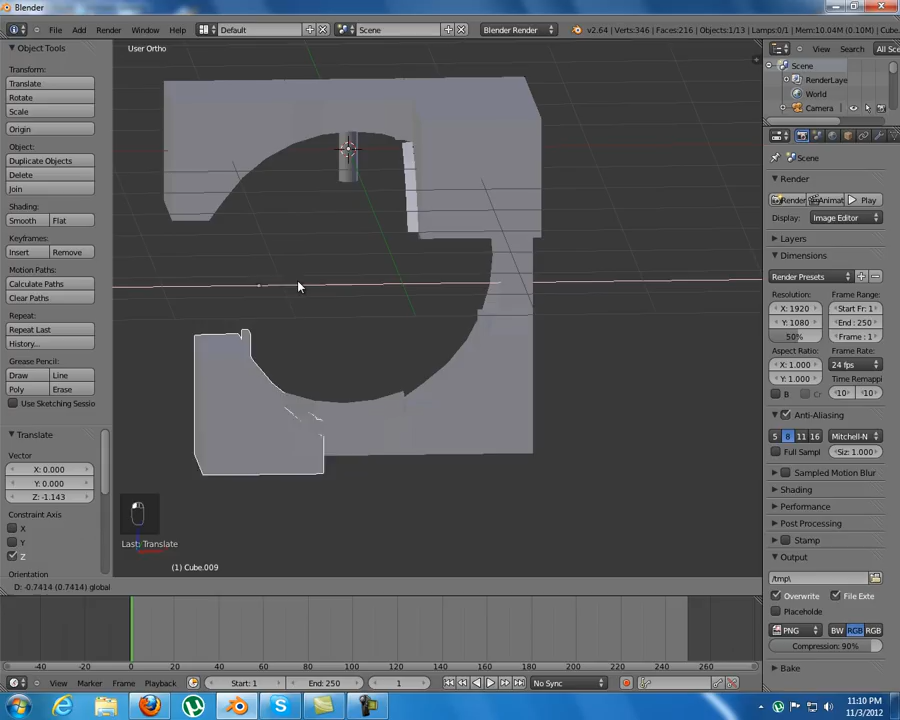 Blender
File Add Render Window Help
Default
Scene
Blender Render
v2.64 | Verts:346 | Faces:216 | Objects:1/13 | Lamps:0/1 | Mem:10.04M (0.10M) | Cube.0
Object Tools
User Ortho
View Search All Sce
Transform:
Scene
Translate
RenderLaye
Rotate
World
Scale
Camera
Origin
Object:
Scene
Duplicate Objects
Delete
Render
Join
Render Animat Play
Shading:
Display: Image Editor
Smooth Flat
Layers
Keyframes:
Dimensions
Insert Remove
Render Presets
Motion Paths:
Resolution: Frame Range:
Calculate Paths
X: 1920 Start Fr: 1
Clear Paths
Y: 1080 End : 250
Repeat:
50% Frame : 1
Repeat Last
Aspect Ratio: Frame Rate:
History...
X: 1.000 24 fps
Grease Pencil:
Y: 1.000 Time Remappi
Draw Line
B Cr 10 10
Poly Erase
Use Sketching Sessio
Anti-Aliasing
Translate
5 8 11 16 Mitchell-N
Full Sampl Siz: 1.000
Vector
X: 0.000
Sampled Motion Blur
Y: 0.000
Shading
Z: -1.143
Performance
Constraint Axis
Post Processing
X
Y
Stamp
Last: Translate
Z
Output
Orientation
(1) Cube.009
/tmp\
D: -0.7414 (0.7414) global
Overwrite File Exte
Placeholde
PNG BW RGB RGB
Compression: 90%
Bake
-40 -20 0 20 40 60 80 100 120 140 160 180 200 220 240 260
View Marker Frame Playback Start: 1 End: 250 1 No Sync
11:10 PM
11/3/2012